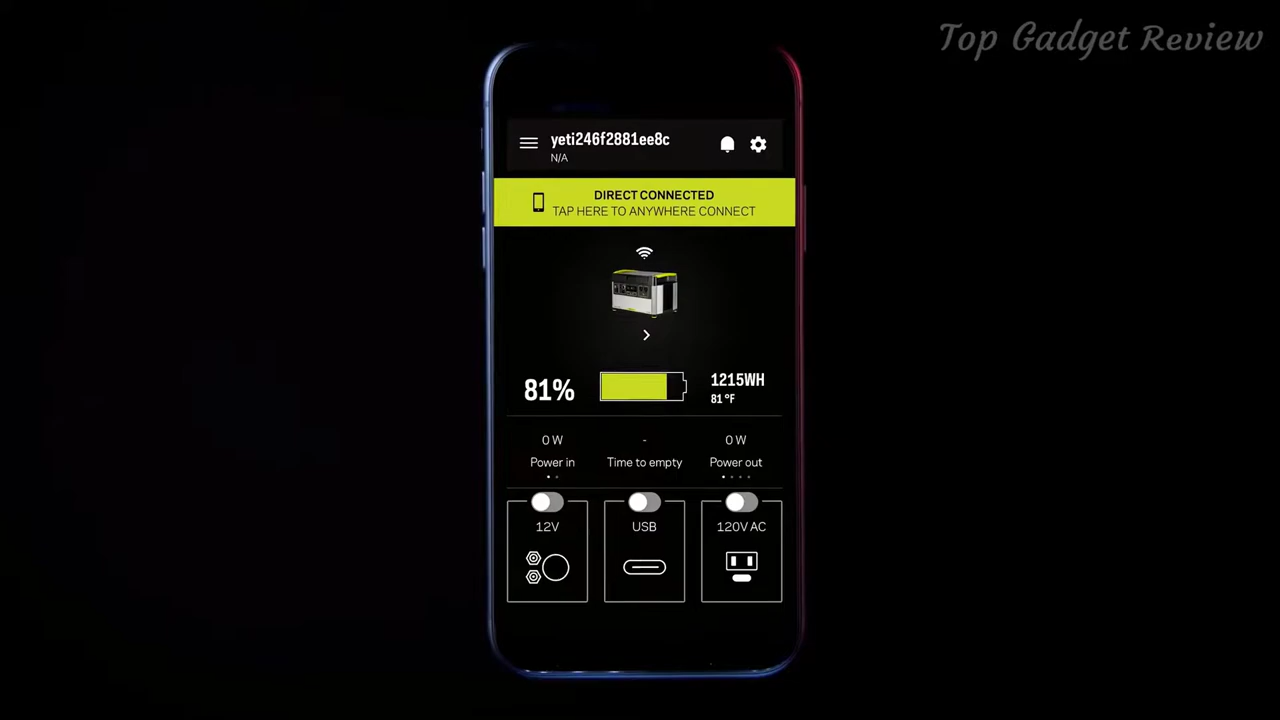 Top Gadget Review
yeti246f2881ee8c
N/A
DIRECT CONNECTED
TAP HERE TO ANYWHERE CONNECT
81%
1215WH
81 °F
0 W
-
0 W
Power in
Time to empty
Power out
12V
USB
120V AC